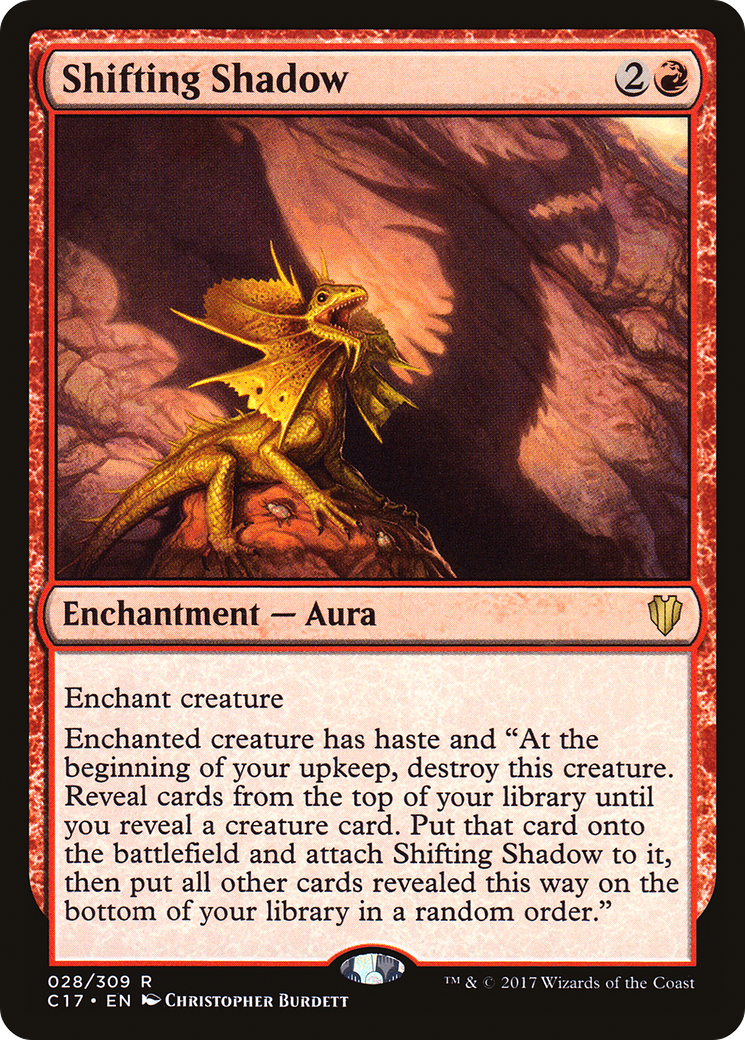 Shifting Shadow 2
Enchantment — Aura
Enchant creature
Enchanted creature has haste and “At the
beginning of your upkeep, destroy this creature.
Reveal cards from the top of your library until
you reveal a creature card. Put that card onto
the battlefield and attach Shifting Shadow to it,
then put all other cards revealed this way on the
bottom of your library in a random order.”
028/309 R
C17 • EN Christopher Burdett
™ & © 2017 Wizards of the Coast